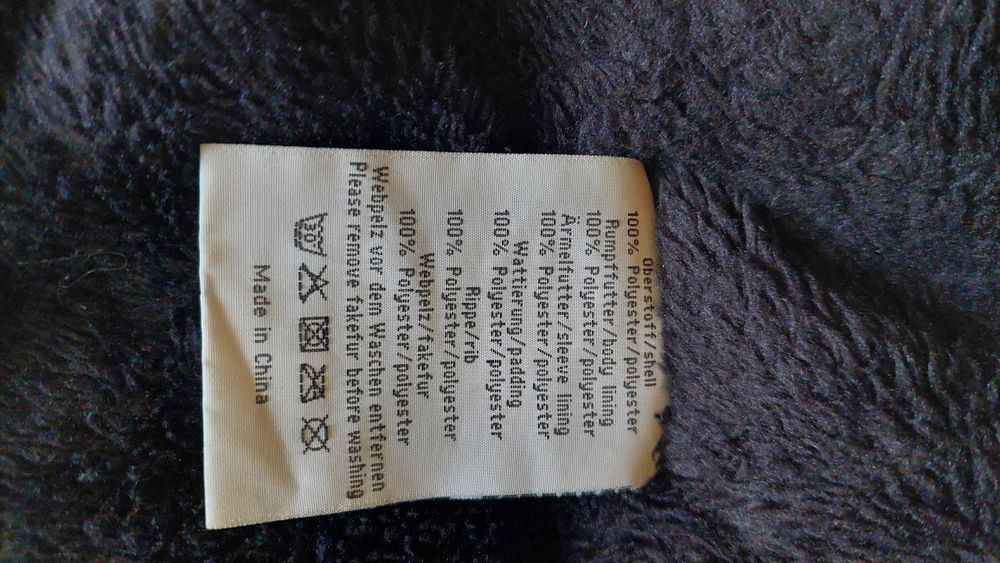 Oberstoff/shell
100% Polyester/polyester
Rumpffutter/body lining
100% Polyester/polyester
Ärmelfutter/sleeve lining
100% Polyester/polyester
Wattierung/padding
100% Polyester/polyester
Rippe/rib
100% Polyester/polyester
Webpelz/fakefur
100% Polyester/polyester
Webpelz vor dem Waschen entfernen
Please remove fakefur before washing
30
Made in China